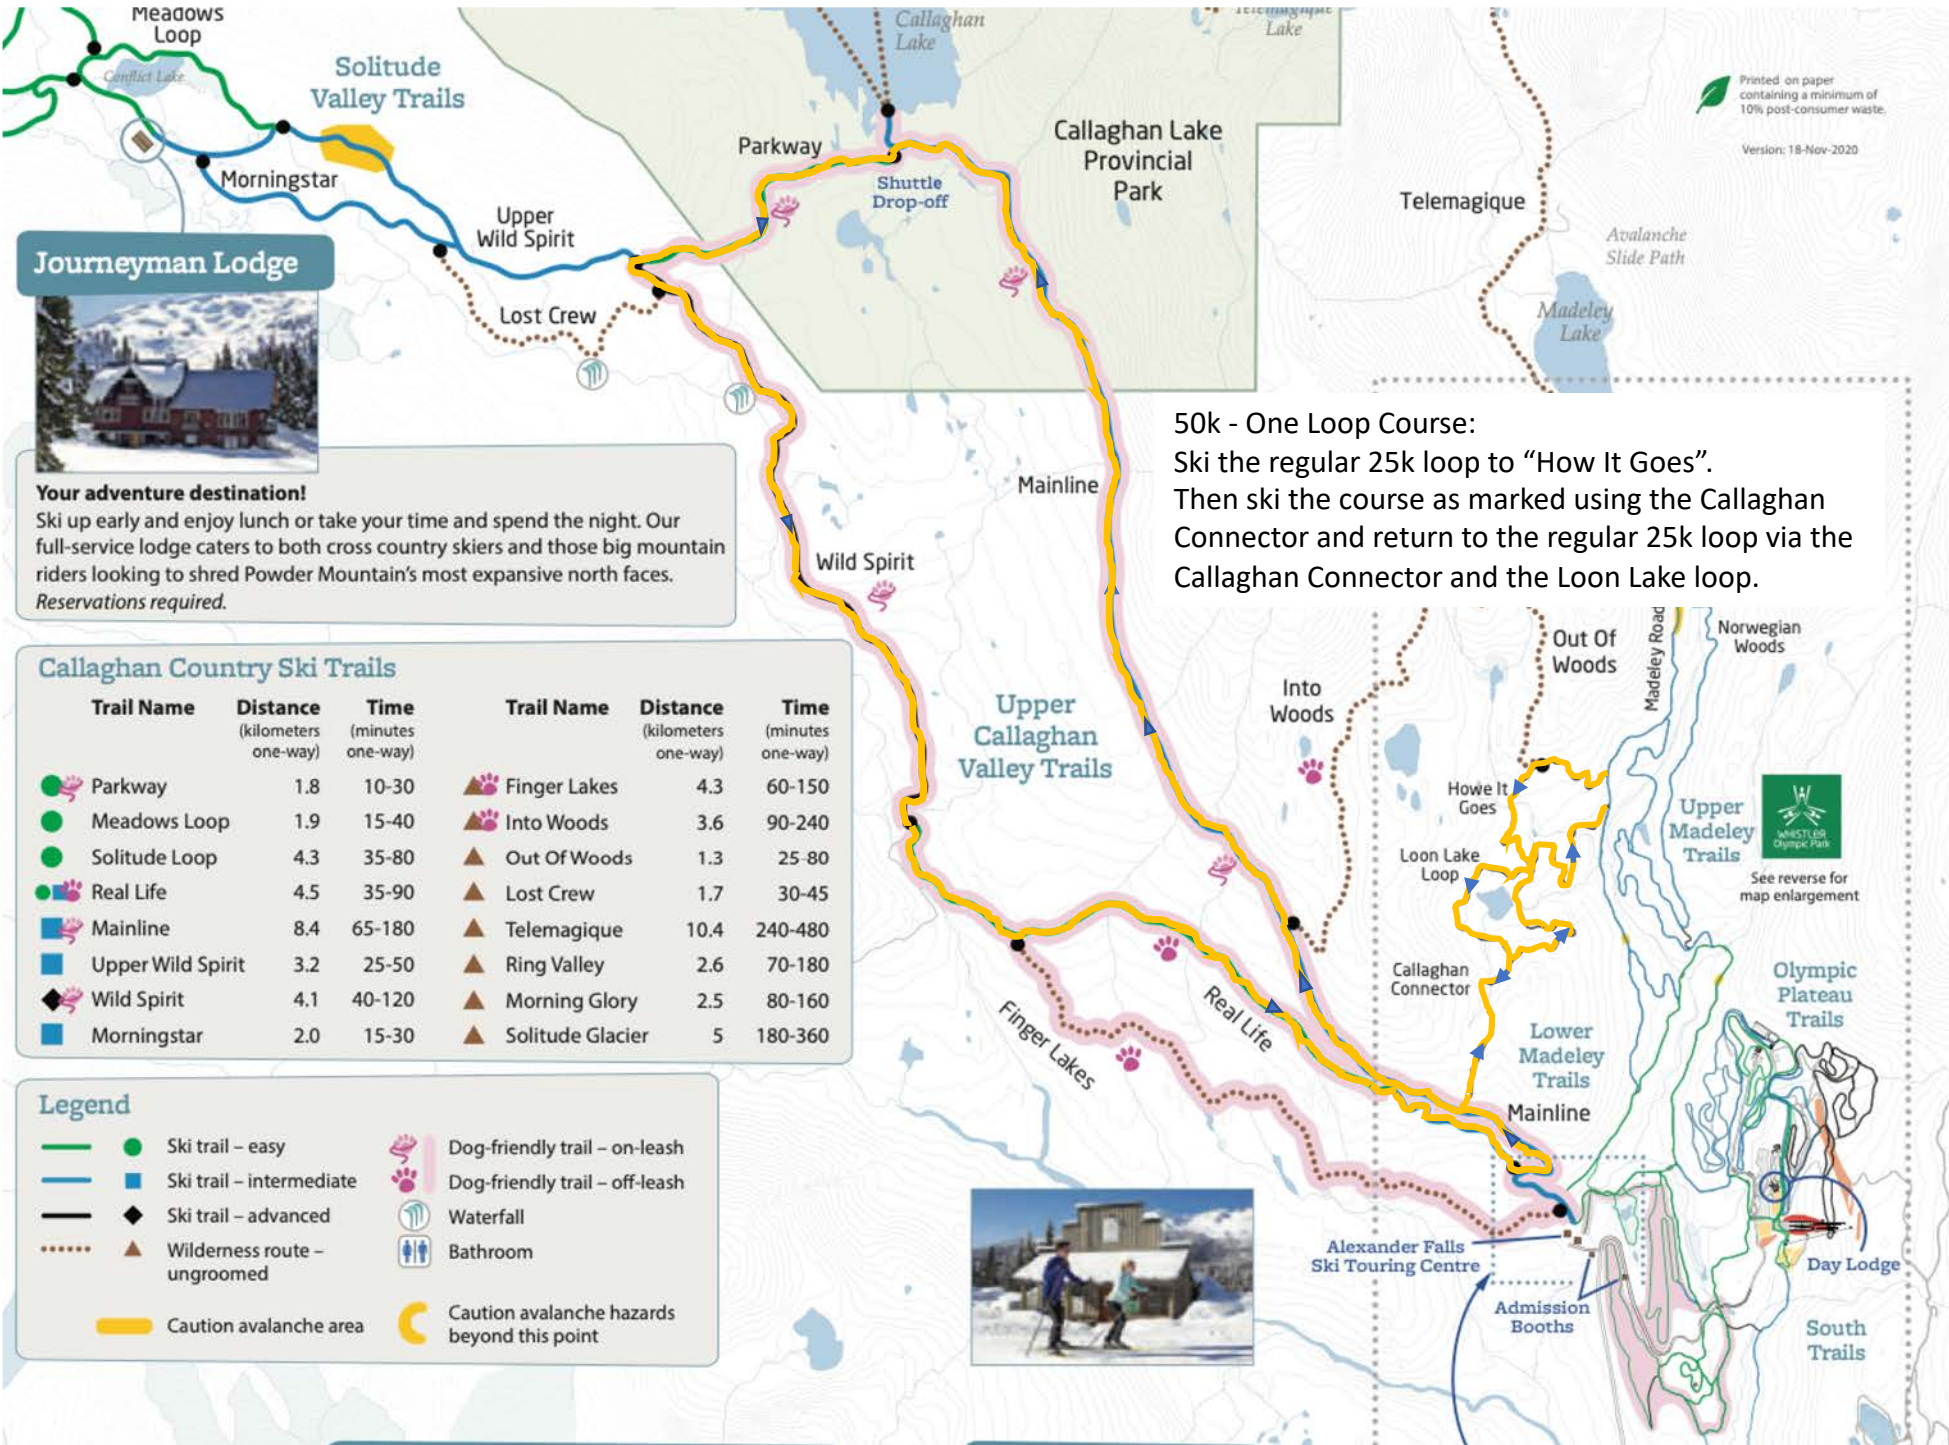 Meadows
Loop
Conflict Lake
Solitude
Valley Trails
Morningstar
Upper
Wild Spirit
Lost Crew
Callaghan
Lake
Telemagique
Lake
Parkway
Shuttle
Drop-off
Callaghan Lake
Provincial
Park
Printed on paper
containing a minimum of
10% post-consumer waste.
Version: 18-Nov-2020
Telemagique
Avalanche
Slide Path
Madeley
Lake
Journeyman Lodge
Your adventure destination!
Ski up early and enjoy lunch or take your time and spend the night. Our
full-service lodge caters to both cross country skiers and those big mountain
riders looking to shred Powder Mountain's most expansive north faces.
Reservations required.
50k - One Loop Course:
Ski the regular 25k loop to “How It Goes”.
Then ski the course as marked using the Callaghan
Connector and return to the regular 25k loop via the
Callaghan Connector and the Loon Lake loop.
Mainline
Wild Spirit
Upper
Callaghan
Valley Trails
Into
Woods
Out Of
Woods
Madeley Road
Norwegian
Woods
Howe It
Goes
Loon Lake
Loop
Callaghan
Connector
Upper
Madeley
Trails
WHISTLER
Olympic Park
See reverse for
map enlargement
Olympic
Plateau
Trails
Lower
Madeley
Trails
Mainline
Real Life
Finger Lakes
Alexander Falls
Ski Touring Centre
Admission
Booths
Day Lodge
South
Trails
Callaghan Country Ski Trails
Trail Name Distance Time Trail Name Distance Time
(kilometers (minutes (kilometers (minutes
one-way) one-way) one-way) one-way)
Parkway 1.8 10-30 Finger Lakes 4.3 60-150
Meadows Loop 1.9 15-40 Into Woods 3.6 90-240
Solitude Loop 4.3 35-80 Out Of Woods 1.3 25-80
Real Life 4.5 35-90 Lost Crew 1.7 30-45
Mainline 8.4 65-180 Telemagique 10.4 240-480
Upper Wild Spirit 3.2 25-50 Ring Valley 2.6 70-180
Wild Spirit 4.1 40-120 Morning Glory 2.5 80-160
Morningstar 2.0 15-30 Solitude Glacier 5 180-360
Legend
Ski trail – easy
Ski trail – intermediate
Ski trail – advanced
Wilderness route –
ungroomed
Caution avalanche area
Dog-friendly trail – on-leash
Dog-friendly trail – off-leash
Waterfall
Bathroom
Caution avalanche hazards
beyond this point